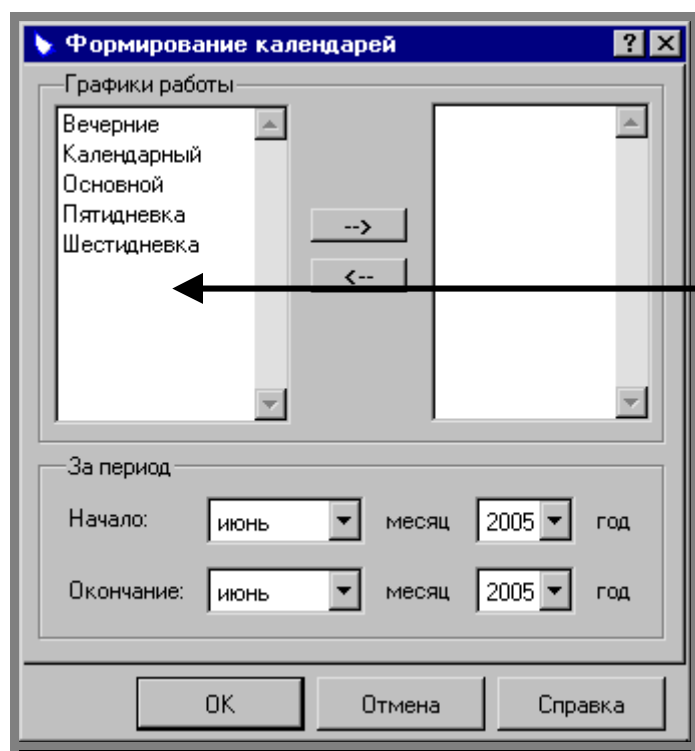 Формирование календарей
Графики работы
Вечерние
Календарный
Основной
Пятидневка
Шестидневка
-->
<--
За период
Начало: июнь месяц 2005 год
Окончание: июнь месяц 2005 год
OK Отмена Справка